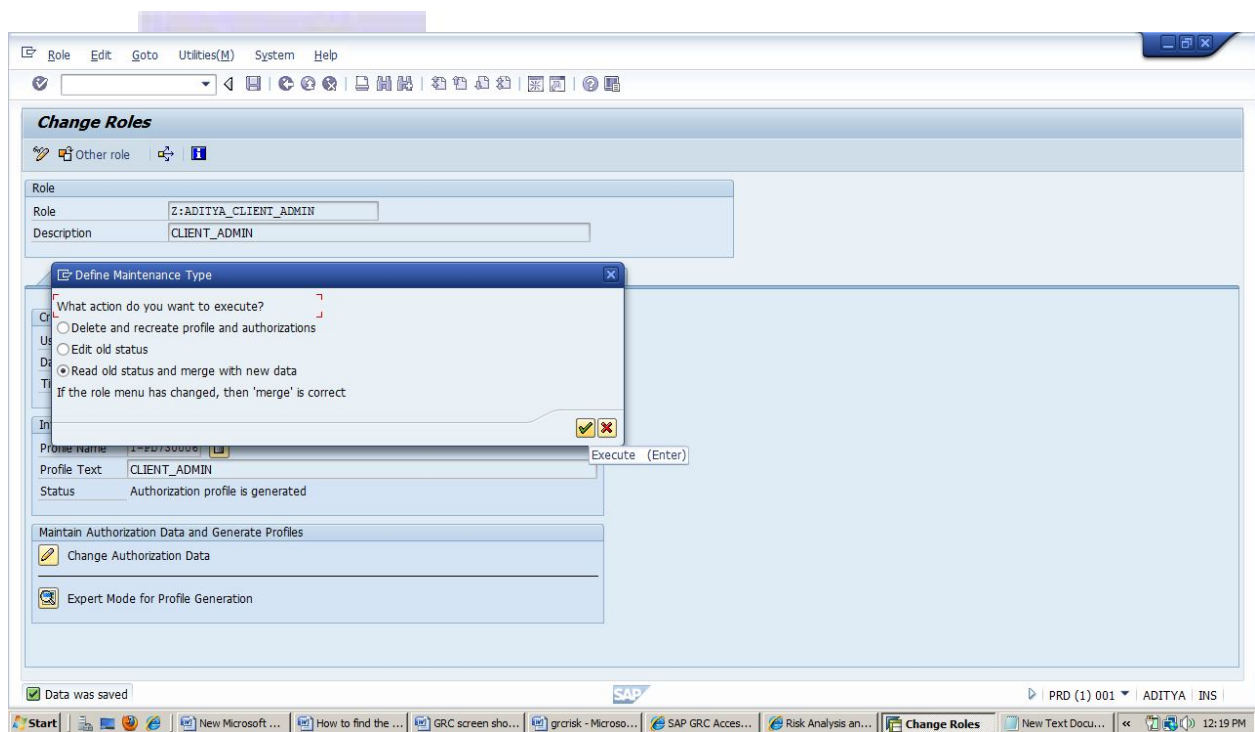 Role Edit Goto Utilities(M) System Help
Change Roles
Other role
Role
Role Z:ADITYA_CLIENT_ADMIN
Description CLIENT_ADMIN
Define Maintenance Type
What action do you want to execute?
Delete and recreate profile and authorizations
Edit old status
Read old status and merge with new data
If the role menu has changed, then 'merge' is correct
Execute (Enter)
Profile Name
Profile Text CLIENT_ADMIN
Status Authorization profile is generated
Maintain Authorization Data and Generate Profiles
Change Authorization Data
Expert Mode for Profile Generation
Data was saved
SAP
PRD (1) 001 ADITYA INS
Start New Microsoft ... How to find the ... GRC screen sho... grcrisk - Microso... SAP GRC Acces... Risk Analysis an... Change Roles New Text Docu... « 12:19 PM